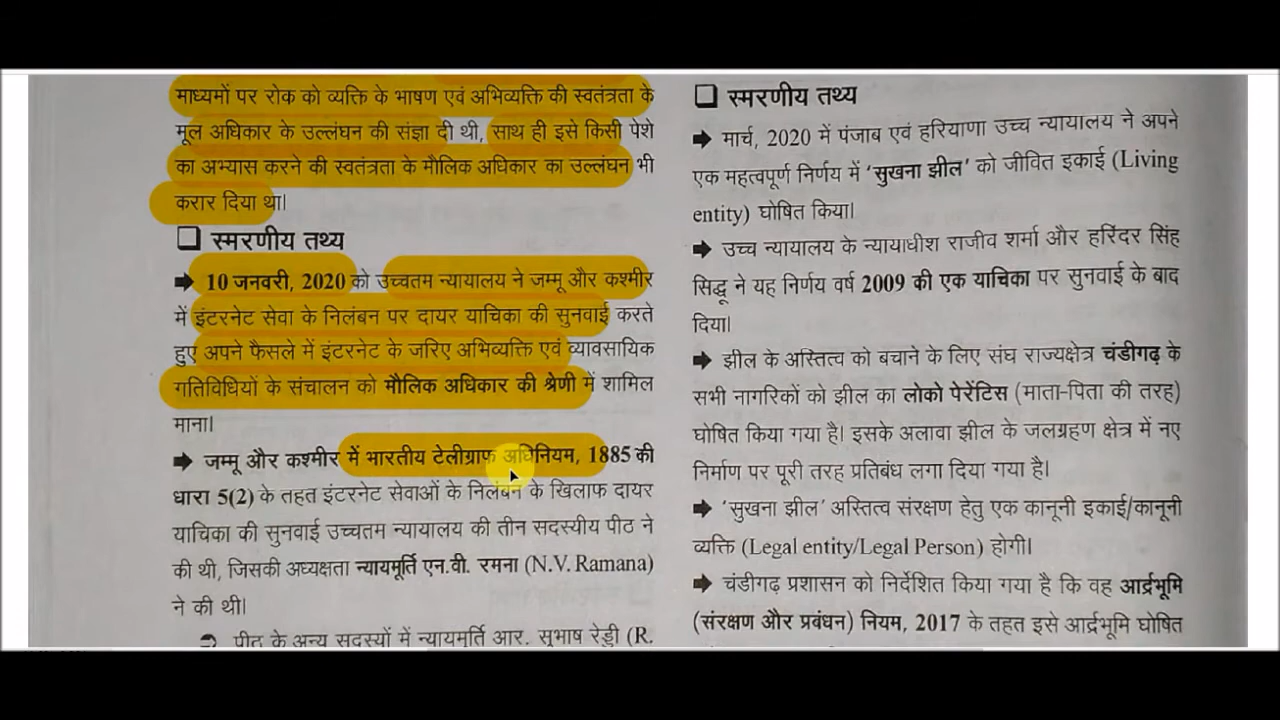 माध्यमों पर रोक को व्यक्ति के भाषण एवं अभिव्यक्ति की स्वतंत्रता के
मूल अधिकार के उल्लंघन की संज्ञा दी थी, साथ ही इसे किसी पेशे
का अभ्यास करने की स्वतंत्रता के मौलिक अधिकार का उल्लंघन भी
करार दिया था।
❑ स्मरणीय तथ्य
➡ 10 जनवरी, 2020 को उच्चतम न्यायालय ने जम्मू और कश्मीर
में इंटरनेट सेवा के निलंबन पर दायर याचिका की सुनवाई करते
हुए अपने फैसले में इंटरनेट के जरिए अभिव्यक्ति एवं व्यावसायिक
गतिविधियों के संचालन को मौलिक अधिकार की श्रेणी में शामिल
माना।
➡ जम्मू और कश्मीर में भारतीय टेलीग्राफ अधिनियम, 1885 की
धारा 5(2) के तहत इंटरनेट सेवाओं के निलंबन के खिलाफ दायर
याचिका की सुनवाई उच्चतम न्यायालय की तीन सदस्यीय पीठ ने
की थी, जिसकी अध्यक्षता न्यायमूर्ति एन.वी. रमना (N.V. Ramana)
ने की थी।
पीठ के अन्य सदस्यों में न्यायमूर्ति आर. सुभाष रेड्डी (R.
❑ स्मरणीय तथ्य
➡ मार्च, 2020 में पंजाब एवं हरियाणा उच्च न्यायालय ने अपने
एक महत्वपूर्ण निर्णय में ‘सुखना झील’ को जीवित इकाई (Living
entity) घोषित किया।
➡ उच्च न्यायालय के न्यायाधीश राजीव शर्मा और हरिंदर सिंह
सिद्धू ने यह निर्णय वर्ष 2009 की एक याचिका पर सुनवाई के बाद
दिया।
➡ झील के अस्तित्व को बचाने के लिए संघ राज्यक्षेत्र चंडीगढ़ के
सभी नागरिकों को झील का लोको पेरेंटिस (माता-पिता की तरह)
घोषित किया गया है। इसके अलावा झील के जलग्रहण क्षेत्र में नए
निर्माण पर पूरी तरह प्रतिबंध लगा दिया गया है।
➡ ‘सुखना झील’ अस्तित्व संरक्षण हेतु एक कानूनी इकाई/कानूनी
व्यक्ति (Legal entity/Legal Person) होगी।
➡ चंडीगढ़ प्रशासन को निर्देशित किया गया है कि वह आर्द्रभूमि
(संरक्षण और प्रबंधन) नियम, 2017 के तहत इसे आर्द्रभूमि घोषित